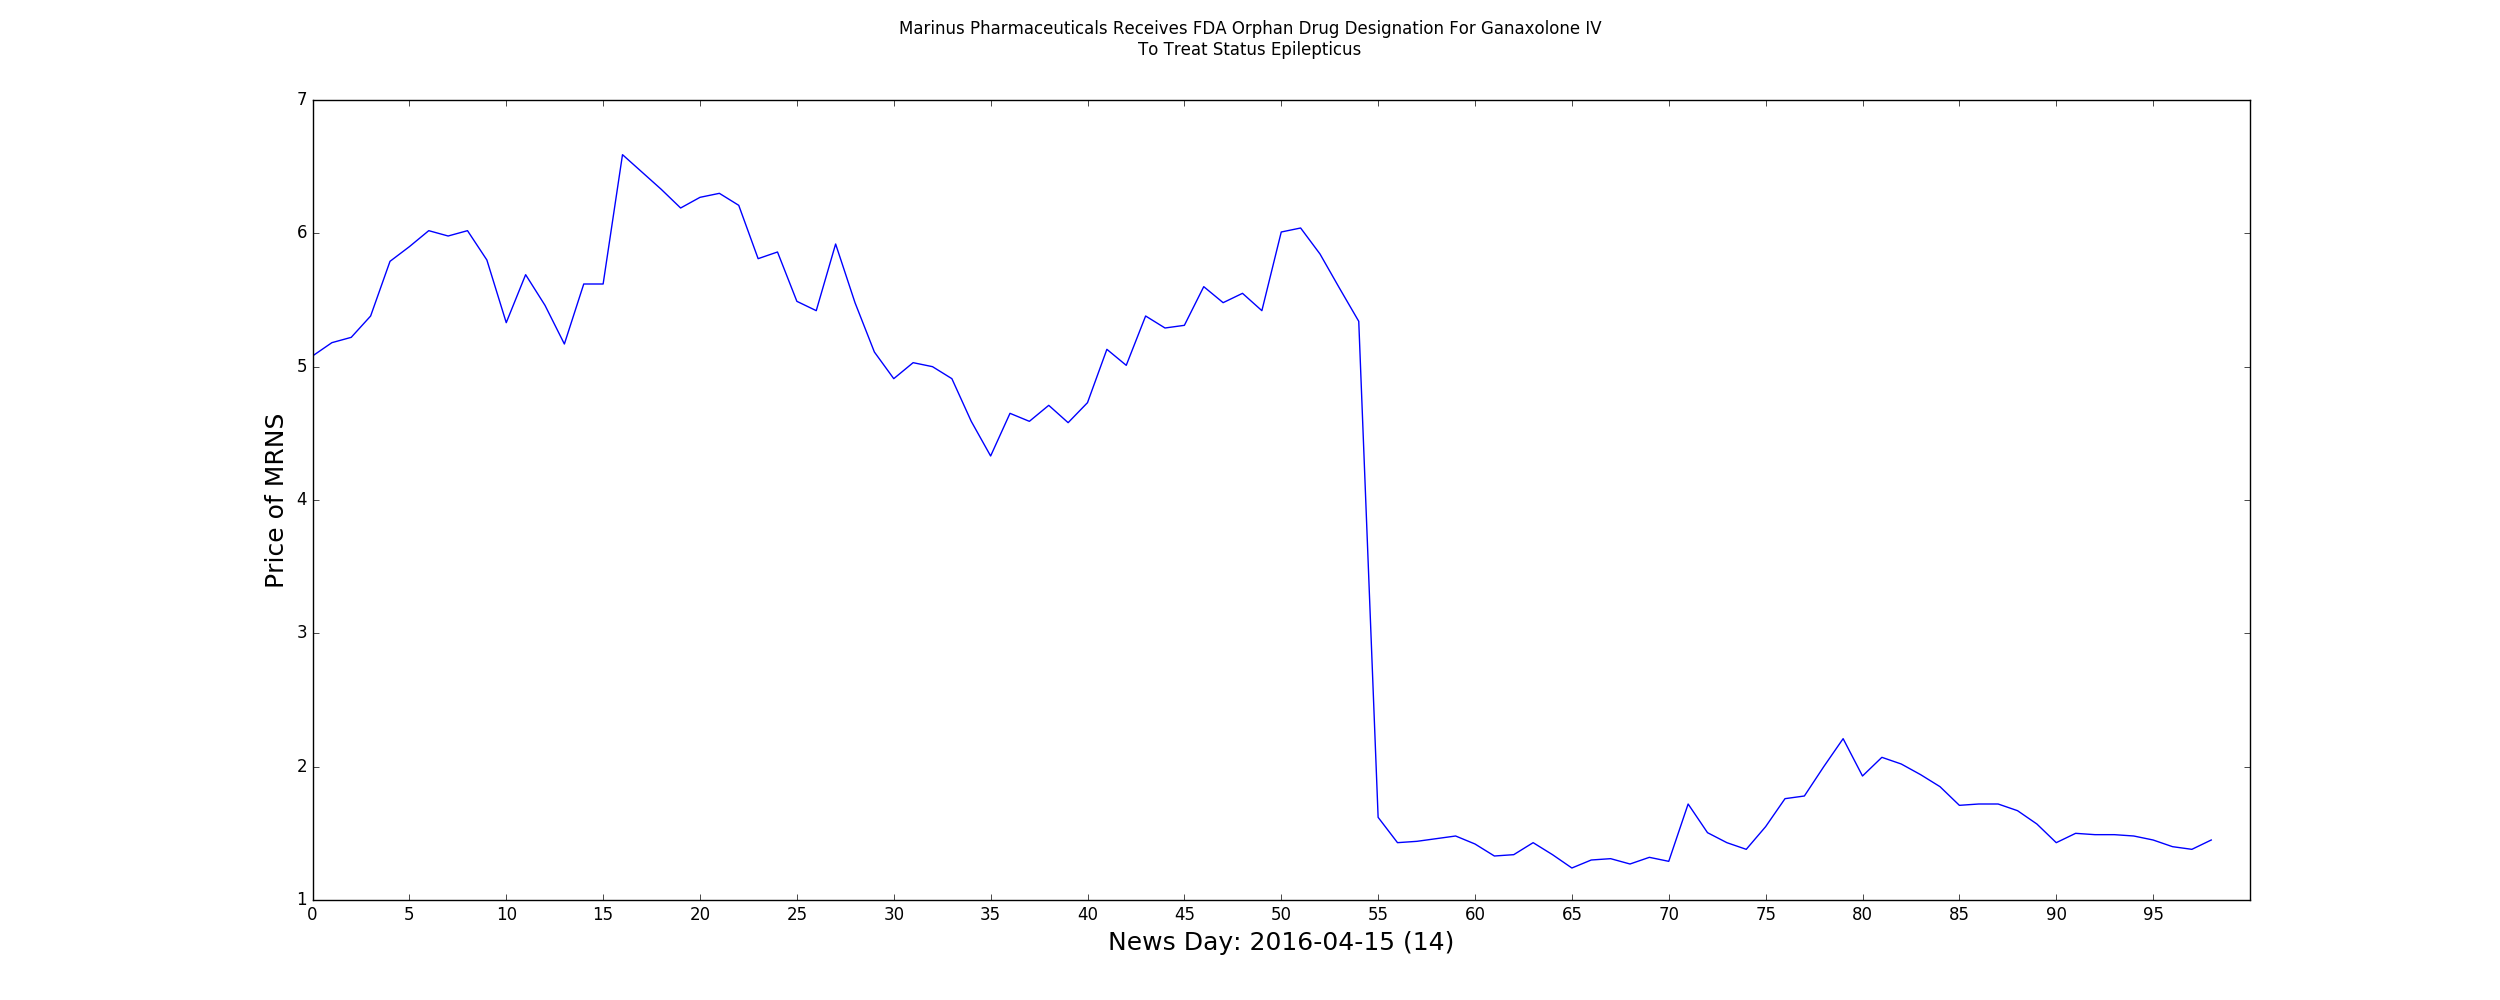 Marinus Pharmaceuticals Receives FDA Orphan Drug Designation For Ganaxolone IV
To Treat Status Epilepticus
7
6
5
4
3
2
1
Price of MRNS
0 5 10 15 20 25 30 35 40 45 50 55 60 65 70 75 80 85 90 95
News Day: 2016-04-15 (14)